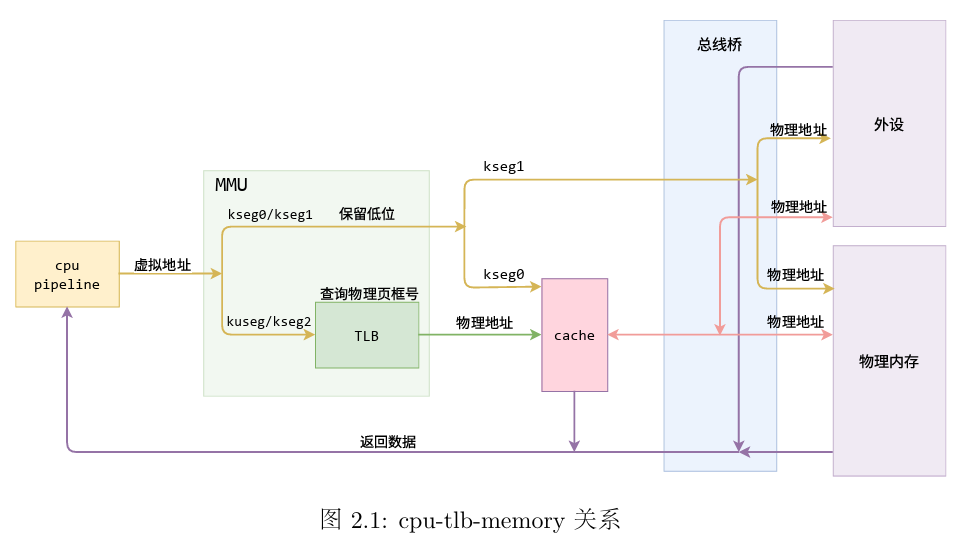 总线桥
外设
物理地址
kseg1
MMU
kseg0/kseg1
保留低位
物理地址
cpu
pipeline
虚拟地址
kseg0
物理地址
查询物理页框号
kuseg/kseg2
TLB
物理地址
cache
物理地址
物理内存
返回数据
图 2.1: cpu-tlb-memory 关系